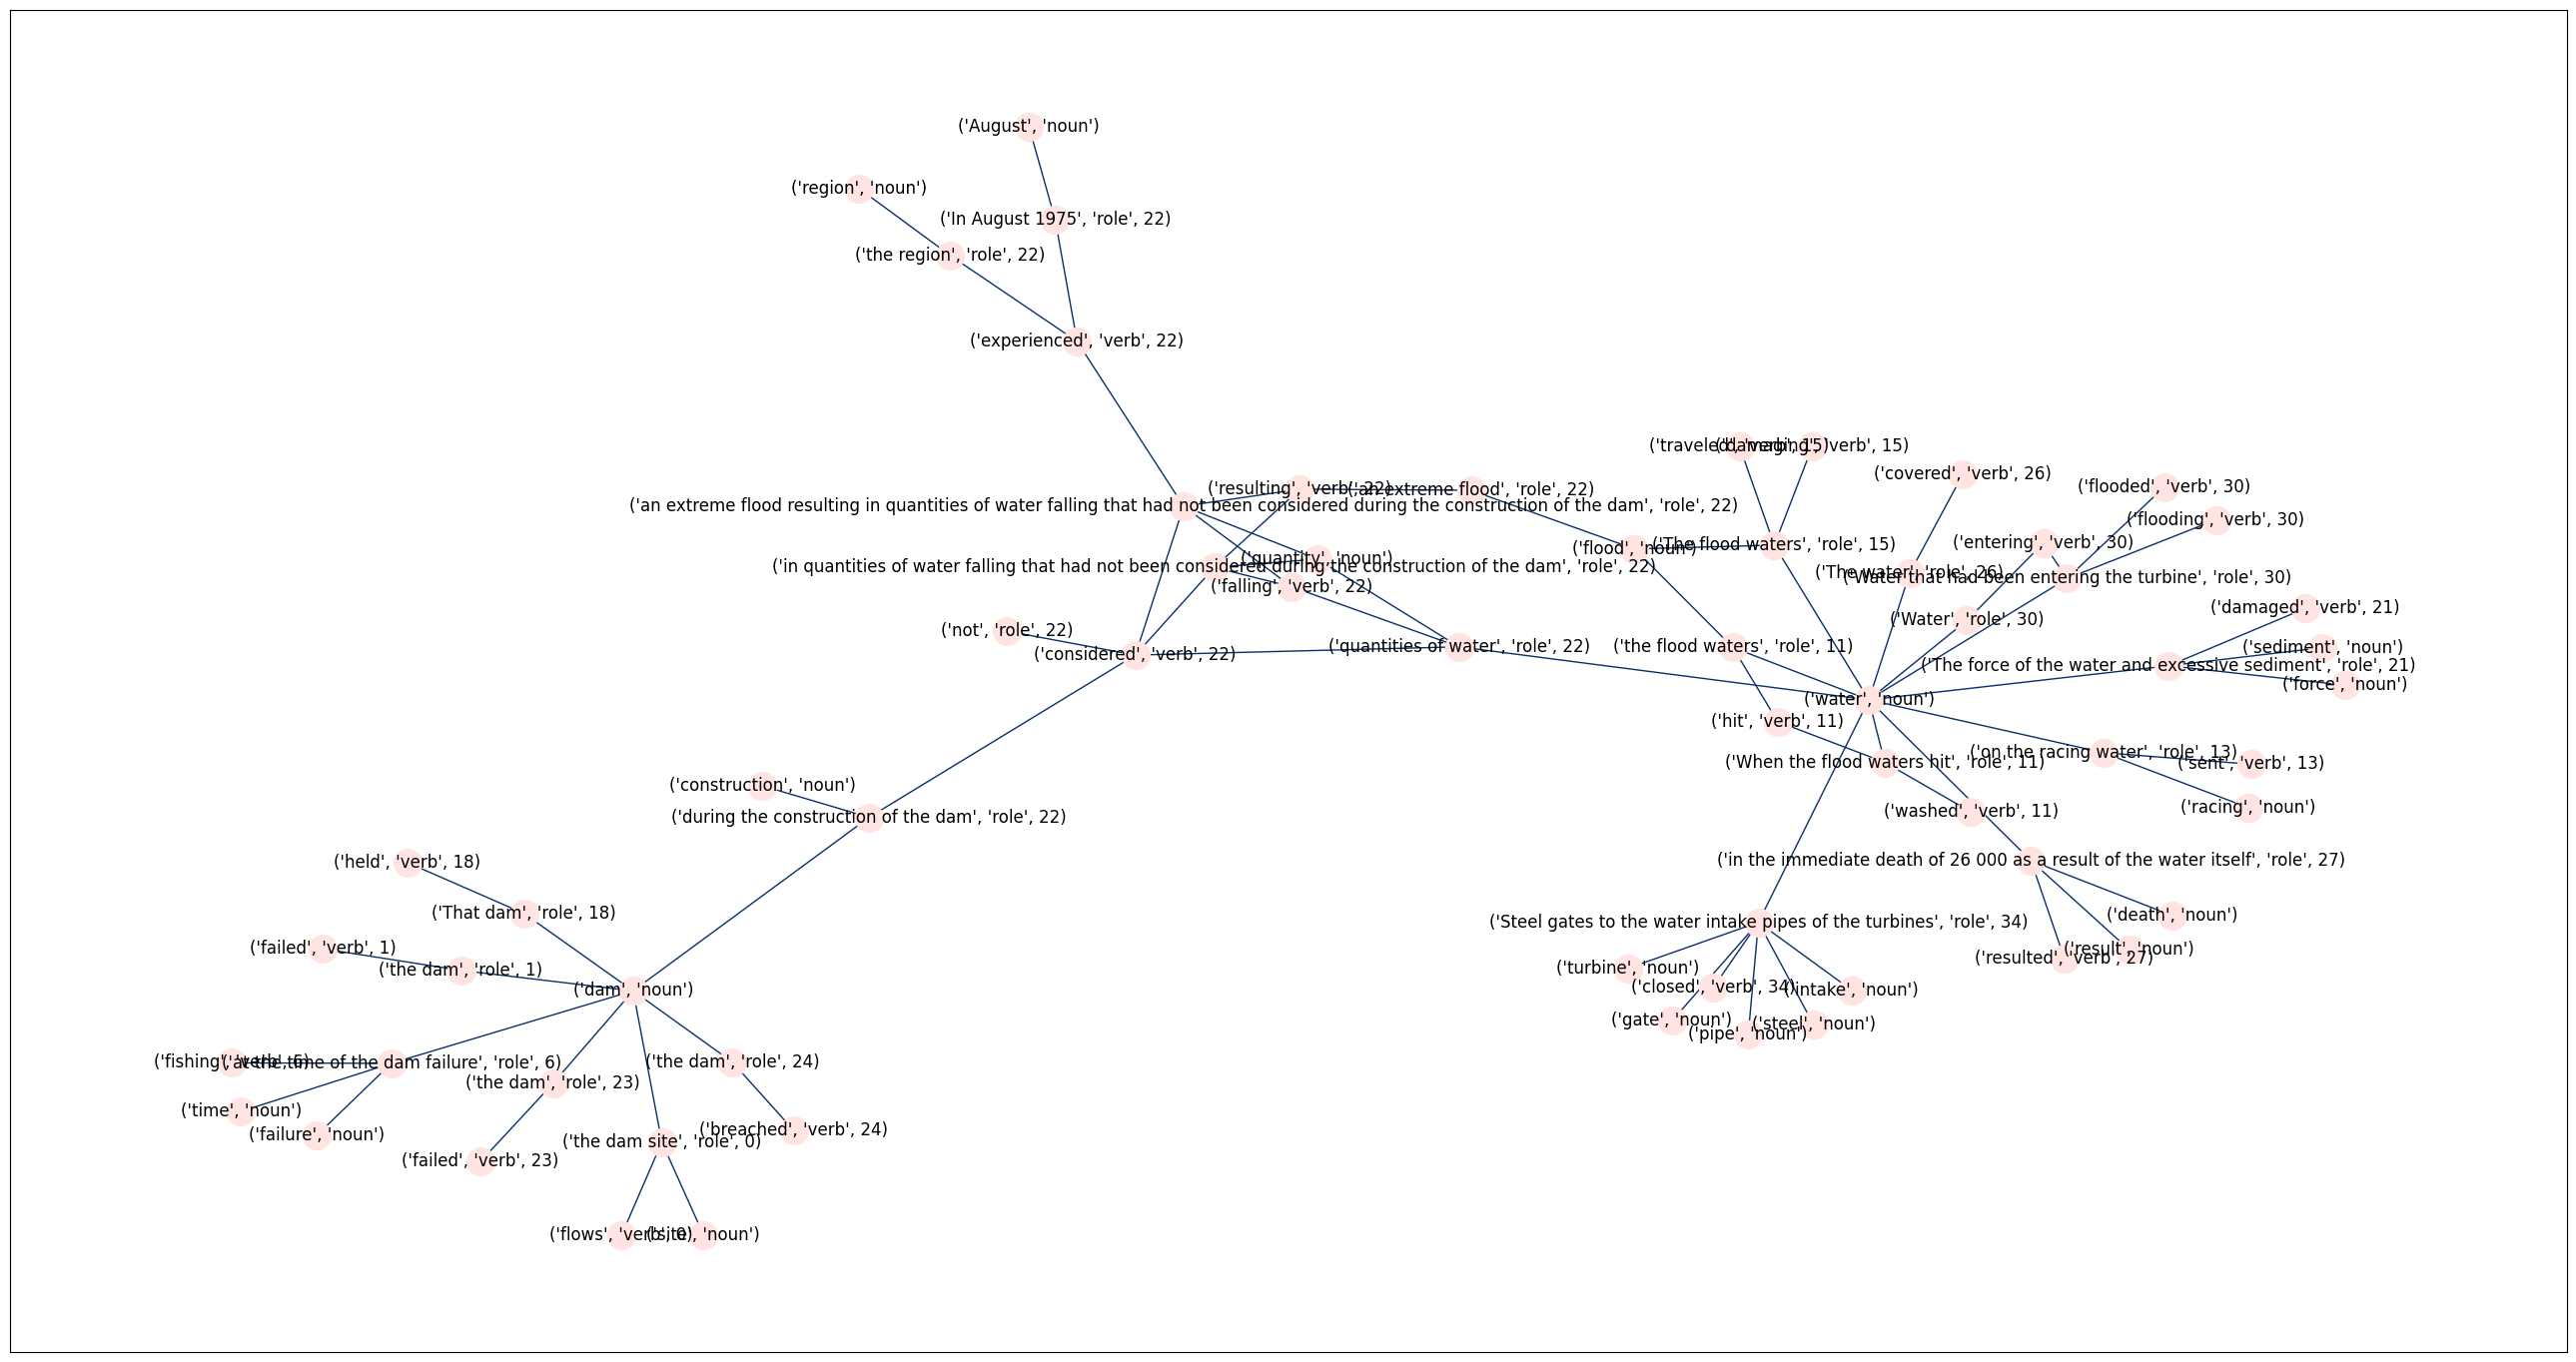 ('August', 'noun')
('region', 'noun')
('In August 1975', 'role', 22)
('the region', 'role', 22)
('experienced', 'verb', 22)
('traveled', 'verb', 15)
('damaging', 'verb', 15)
('covered', 'verb', 26)
('flooded', 'verb', 30)
('resulting', 'verb', 22)
('an extreme flood', 'role', 22)
('an extreme flood resulting in quantities of water falling that had not been considered during the construction of the dam', 'role', 22)
('flooding', 'verb', 30)
('entering', 'verb', 30)
('flood', 'noun')
('The flood waters', 'role', 15)
('quantity', 'noun')
('in quantities of water falling that had not been considered during the construction of the dam', 'role', 22)
('The water', 'role', 26)
('Water that had been entering the turbine', 'role', 30)
('falling', 'verb', 22)
('damaged', 'verb', 21)
('Water', 'role', 30)
('not', 'role', 22)
('considered', 'verb', 22)
('quantities of water', 'role', 22)
('the flood waters', 'role', 11)
('sediment', 'noun')
('The force of the water and excessive sediment', 'role', 21)
('force', 'noun')
('water', 'noun')
('hit', 'verb', 11)
('on the racing water', 'role', 13)
('When the flood waters hit', 'role', 11)
('sent', 'verb', 13)
('construction', 'noun')
('racing', 'noun')
('during the construction of the dam', 'role', 22)
('washed', 'verb', 11)
('held', 'verb', 18)
('in the immediate death of 26 000 as a result of the water itself', 'role', 27)
('That dam', 'role', 18)
('death', 'noun')
('Steel gates to the water intake pipes of the turbines', 'role', 34)
('failed', 'verb', 1)
('result', 'noun')
('resulted', 'verb', 27)
('the dam', 'role', 1)
('turbine', 'noun')
('dam', 'noun')
('closed', 'verb', 34)
('intake', 'noun')
('gate', 'noun')
('steel', 'noun')
('pipe', 'noun')
('fishing', 'verb', 6)
('at the time of the dam failure', 'role', 6)
('the dam', 'role', 24)
('the dam', 'role', 23)
('time', 'noun')
('failure', 'noun')
('breached', 'verb', 24)
('the dam site', 'role', 0)
('failed', 'verb', 23)
('flows', 'verb', 0)
('site', 'noun')